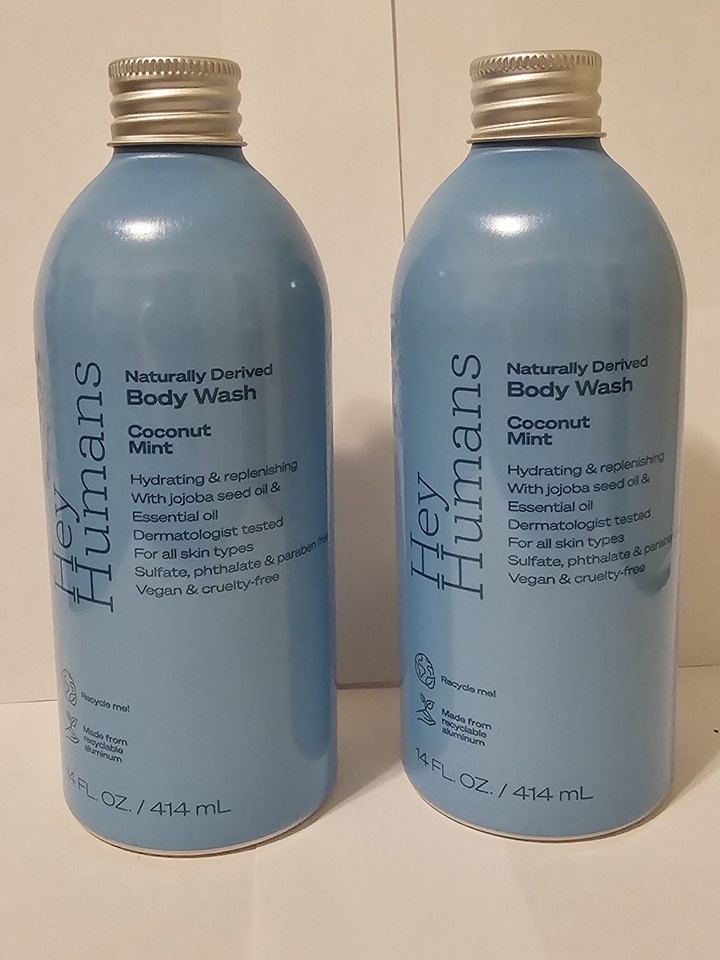 Hey
Humans
Naturally Derived
Body Wash
Coconut
Mint
Hydrating & replenishing
With jojoba seed oil &
Essential oil
Dermatologist tested
For all skin types
Sulfate, phthalate & paraben free
Vegan & cruelty-free
Recycle me!
Made from
recyclable
aluminum
14 FL. OZ. / 414 mL
Hey
Humans
Naturally Derived
Body Wash
Coconut
Mint
Hydrating & replenishing
With jojoba seed oil &
Essential oil
Dermatologist tested
For all skin types
Sulfate, phthalate & parabe
Vegan & cruelty-free
Recycle me!
Made from
recyclable
aluminum
14 FL. OZ. / 414 mL